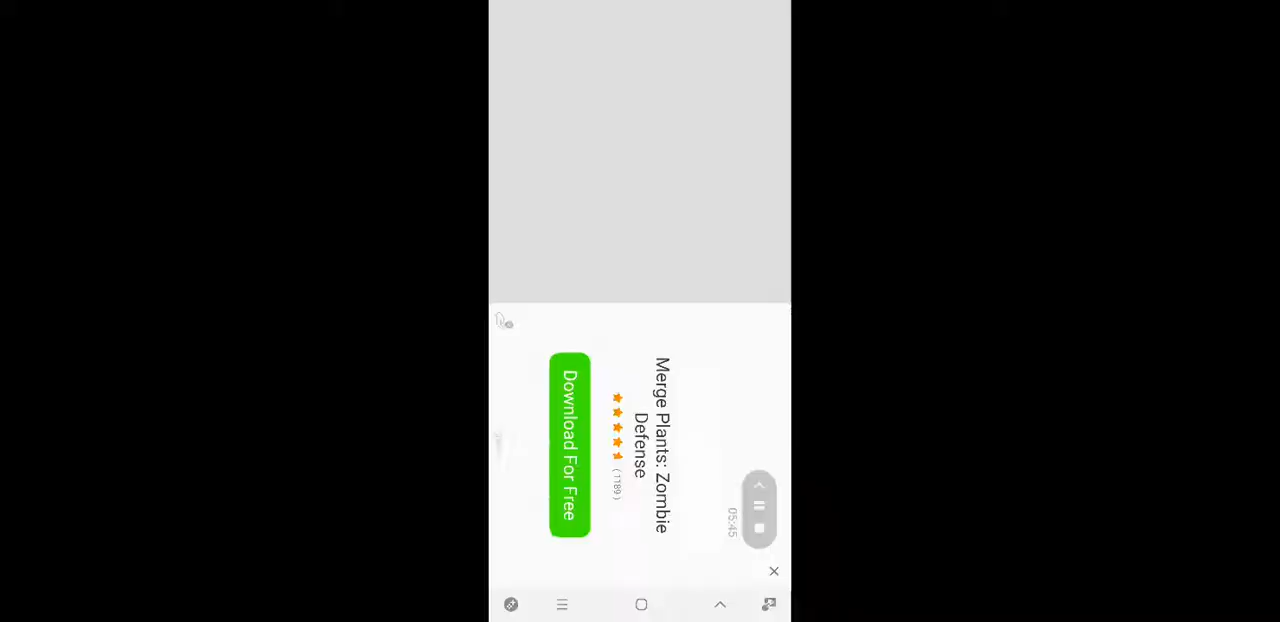 05:45
Merge Plants: Zombie
Defense
(1189)
Download For Free